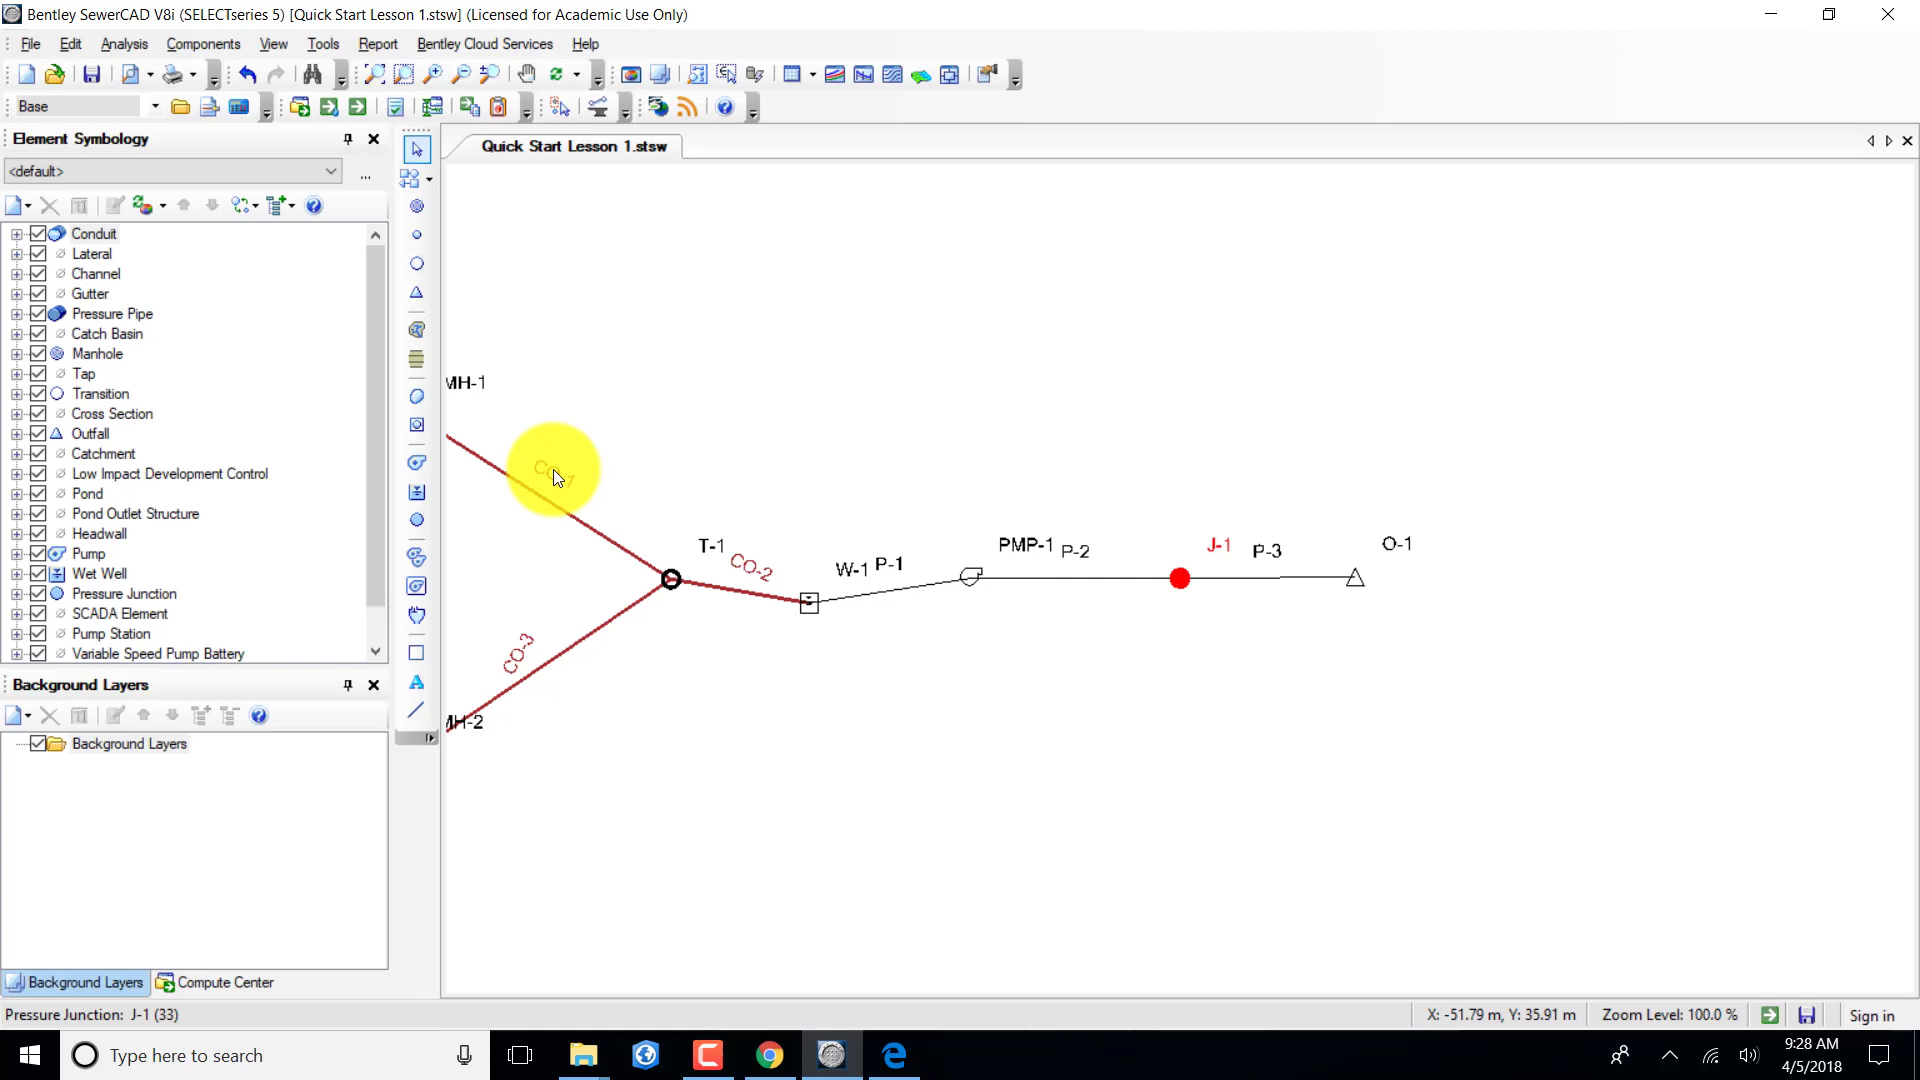 Bentley SewerCAD V8i (SELECTseries 5) [Quick Start Lesson 1.stsw] (Licensed for Academic Use Only)
File Edit Analysis Components View Tools Report Bentley Cloud Services Help
Base
Element Symbology
<default>
...
Conduit
Lateral
Channel
Gutter
Pressure Pipe
Catch Basin
Manhole
Tap
Transition
Cross Section
Outfall
Catchment
Low Impact Development Control
Pond
Pond Outlet Structure
Headwall
Pump
Wet Well
Pressure Junction
SCADA Element
Pump Station
Variable Speed Pump Battery
Background Layers
Background Layers
Background Layers Compute Center
Quick Start Lesson 1.stsw
MH-1
T-1
CO-2
W-1 P-1
PMP-1 P-2
J-1 P-3
O-1
CO-3
MH-2
Pressure Junction: J-1 (33)
X: -51.79 m, Y: 35.91 m
Zoom Level: 100.0 %
Sign in
Type here to search
9:28 AM
4/5/2018